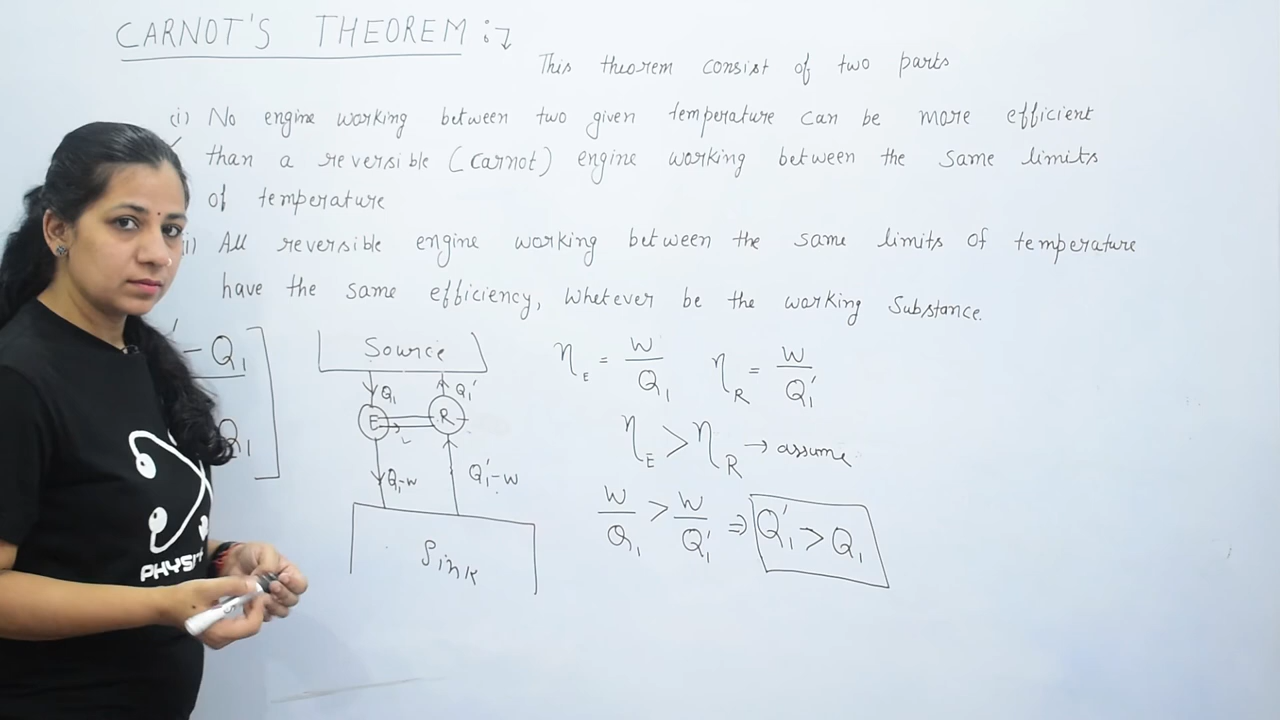 CARNOT'S THEOREM :-
This theorem consist of two parts
(i) No engine working between two given temperature can be more efficient
than a reversible (Carnot) engine working between the same limits
of temperature
ii) All reversible engine working between the same limits of temperature
have the same efficiency, whatever be the working substance.
- Q₁
Q₁
Source
Q₁ Q₁'
E R
Q₁-W Q₁'-W
Sink
η_E = W/Q₁ η_R = W/Q₁'
η_E > η_R → assume
W/Q₁ > W/Q₁' ⇒ Q₁' > Q₁